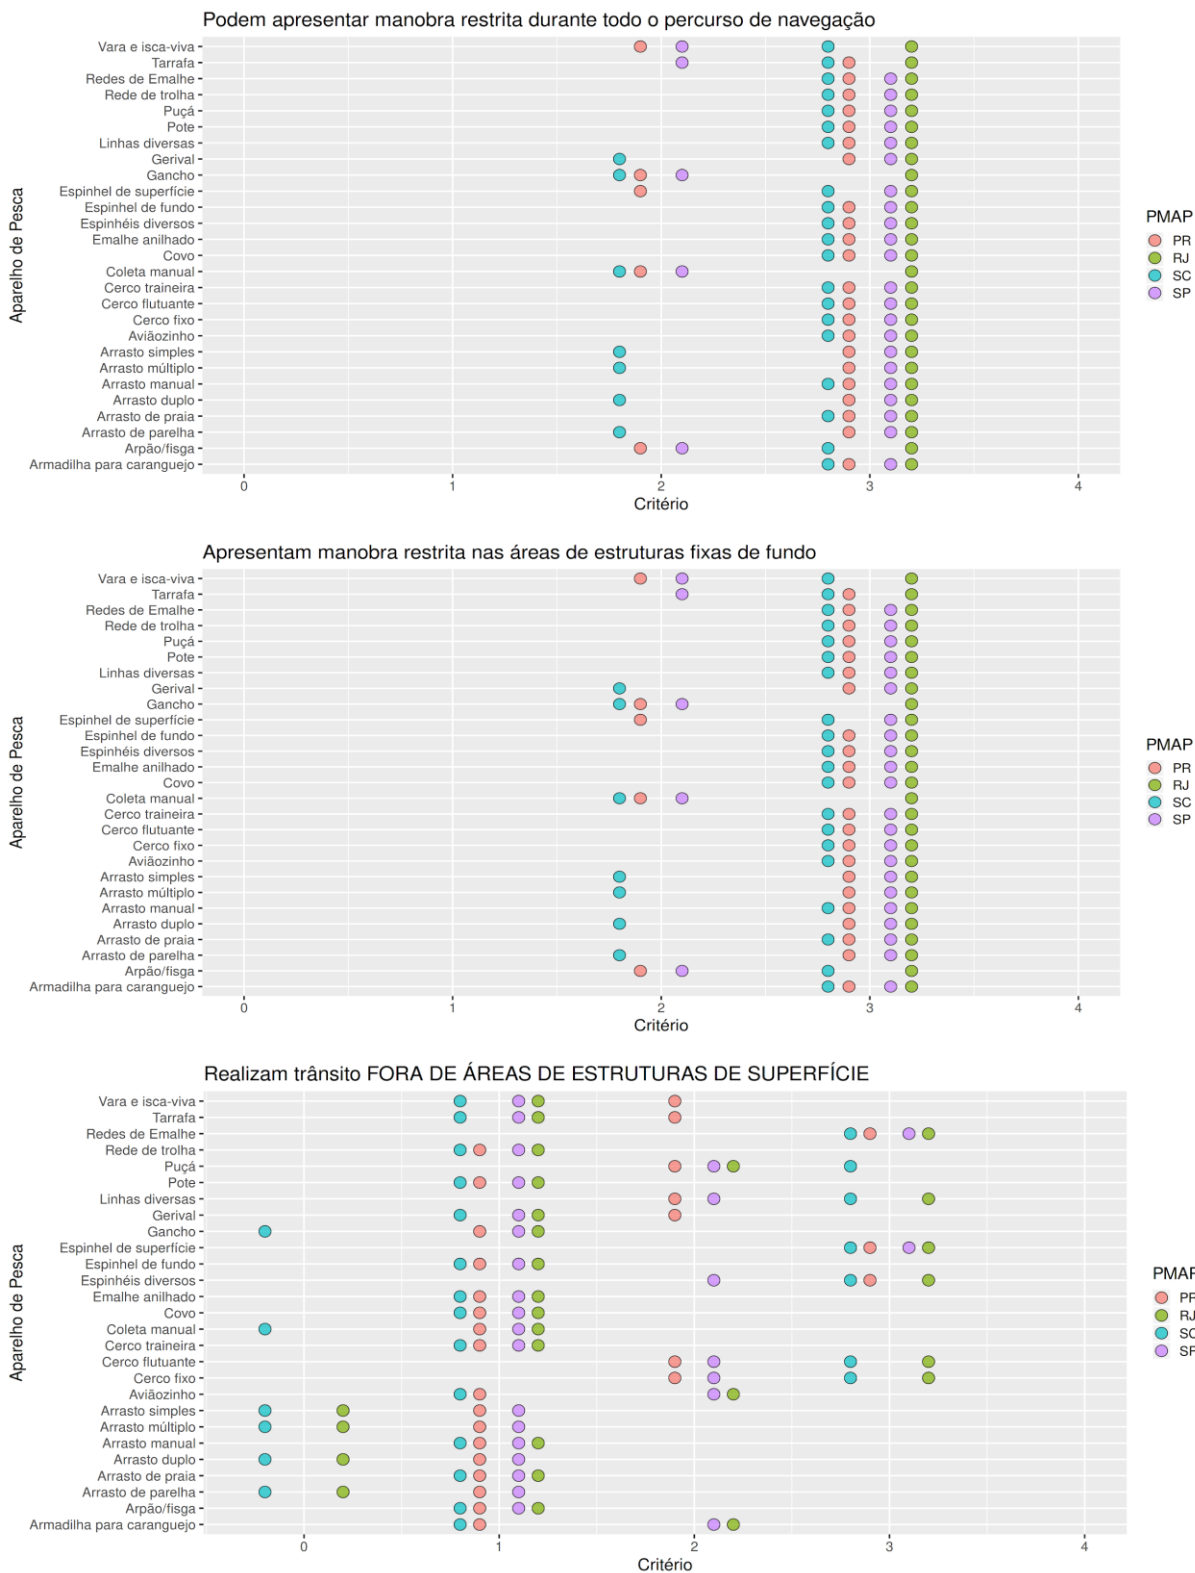 Podem apresentar manobra restrita durante todo o percurso de navegação
Aparelho de Pesca
Vara e isca-viva
Tarrafa
Redes de Emalhe
Rede de trolha
Puçá
Pote
Linhas diversas
Gerival
Gancho
Espinhel de superfície
Espinhel de fundo
Espinhéis diversos
Emalhe anilhado
Covo
Coleta manual
Cerco traineira
Cerco flutuante
Cerco fixo
Aviãozinho
Arrasto simples
Arrasto múltiplo
Arrasto manual
Arrasto duplo
Arrasto de praia
Arrasto de parelha
Arpão/fisga
Armadilha para caranguejo
0 1 2 3 4
Critério
PMAP
PR
RJ
SC
SP
Apresentam manobra restrita nas áreas de estruturas fixas de fundo
Aparelho de Pesca
Vara e isca-viva
Tarrafa
Redes de Emalhe
Rede de trolha
Puçá
Pote
Linhas diversas
Gerival
Gancho
Espinhel de superfície
Espinhel de fundo
Espinhéis diversos
Emalhe anilhado
Covo
Coleta manual
Cerco traineira
Cerco flutuante
Cerco fixo
Aviãozinho
Arrasto simples
Arrasto múltiplo
Arrasto manual
Arrasto duplo
Arrasto de praia
Arrasto de parelha
Arpão/fisga
Armadilha para caranguejo
0 1 2 3 4
Critério
PMAP
PR
RJ
SC
SP
Realizam trânsito FORA DE ÁREAS DE ESTRUTURAS DE SUPERFÍCIE
Aparelho de Pesca
Vara e isca-viva
Tarrafa
Redes de Emalhe
Rede de trolha
Puçá
Pote
Linhas diversas
Gerival
Gancho
Espinhel de superfície
Espinhel de fundo
Espinhéis diversos
Emalhe anilhado
Covo
Coleta manual
Cerco traineira
Cerco flutuante
Cerco fixo
Aviãozinho
Arrasto simples
Arrasto múltiplo
Arrasto manual
Arrasto duplo
Arrasto de praia
Arrasto de parelha
Arpão/fisga
Armadilha para caranguejo
0 1 2 3 4
Critério
PMAP
PR
RJ
SC
SP